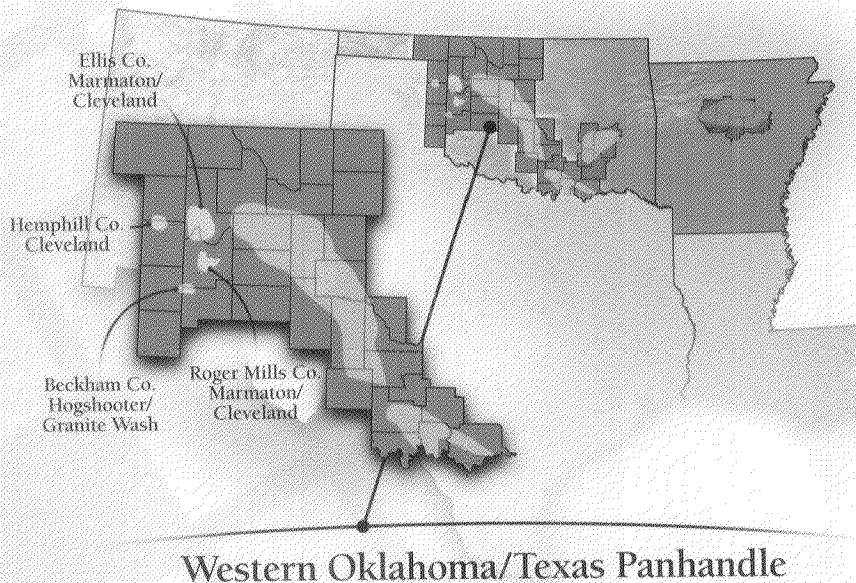 Ellis Co.
Marmaton/
Cleveland
Hemphill Co.
Cleveland
Beckham Co.
Hogshooter/
Granite Wash
Roger Mills Co.
Marmaton/
Cleveland
Western Oklahoma/Texas Panhandle